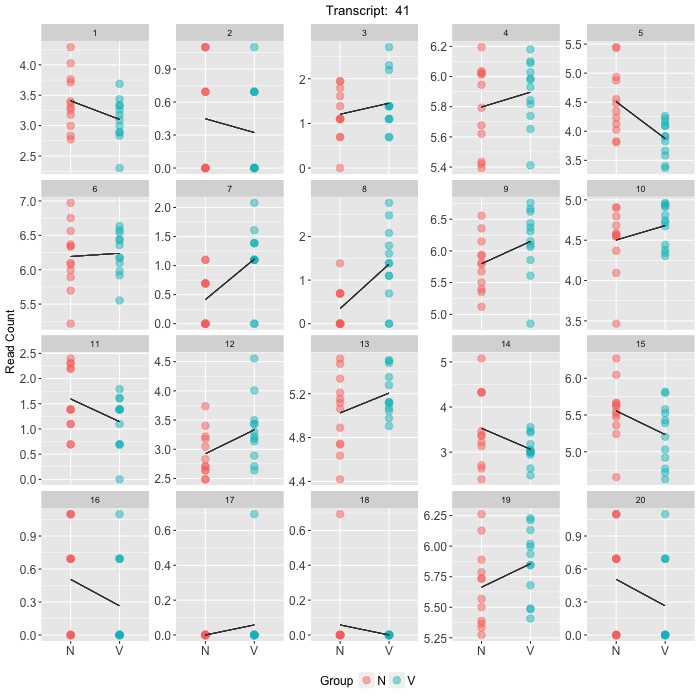 Transcript: 41
1 2 3 4 5
4.0 3.5 3.0 2.5
0.9 0.6 0.3 0.0
2 1 0
6.2 6.0 5.8 5.6 5.4
5.5 5.0 4.5 4.0 3.5
6 7 8 9 10
7.0 6.5 6.0 5.5
2.0 1.5 1.0 0.5 0.0
2 1 0
6.5 6.0 5.5 5.0
5.0 4.5 4.0 3.5
Read Count
11 12 13 14 15
2.5 2.0 1.5 1.0 0.5 0.0
4.5 4.0 3.5 3.0 2.5
5.2 4.8 4.4
5 4 3
6.0 5.5 5.0
16 17 18 19 20
0.9 0.6 0.3 0.0
0.6 0.4 0.2 0.0
0.6 0.4 0.2 0.0
6.25 6.00 5.75 5.50 5.25
0.9 0.6 0.3 0.0
N V N V N V N V N V
Group N V